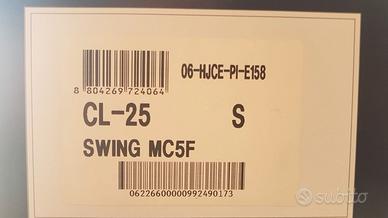 06-HJCE-PI-E158
8 804269 724064
CL-25 S
SWING MC5F
06226600000992490173
subito